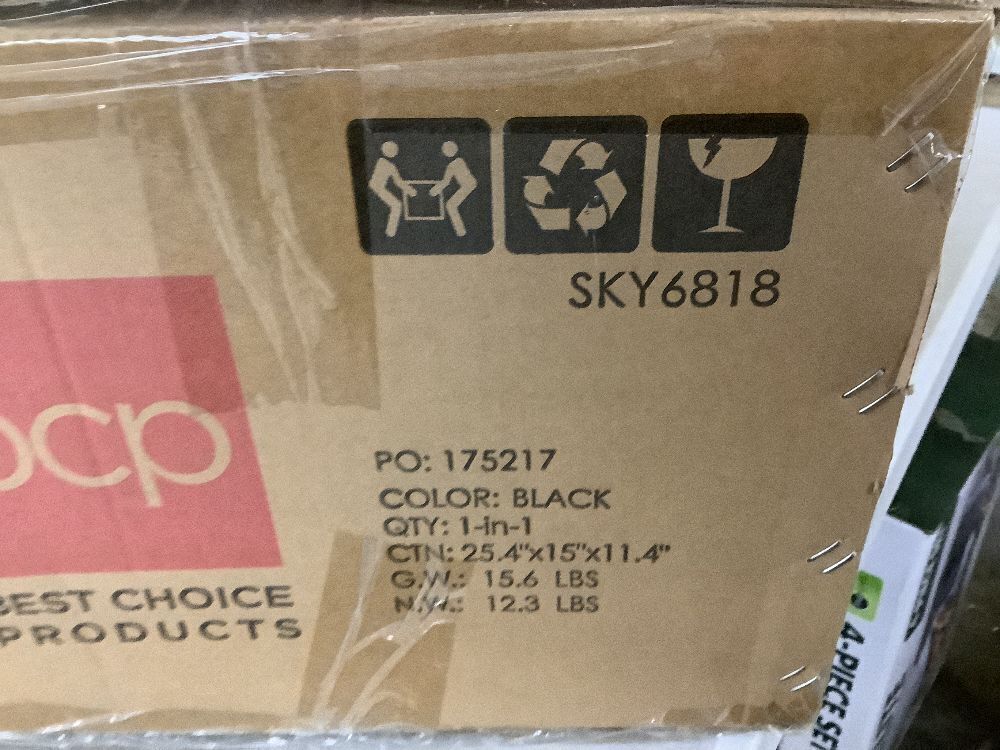 SKY6818
bcp
BEST CHOICE
PRODUCTS
PO: 175217
COLOR: BLACK
QTY: 1-in-1
CTN: 25.4"x15"x11.4"
G.W.: 15.6 LBS
N.W.: 12.3 LBS
4-PIECE SET